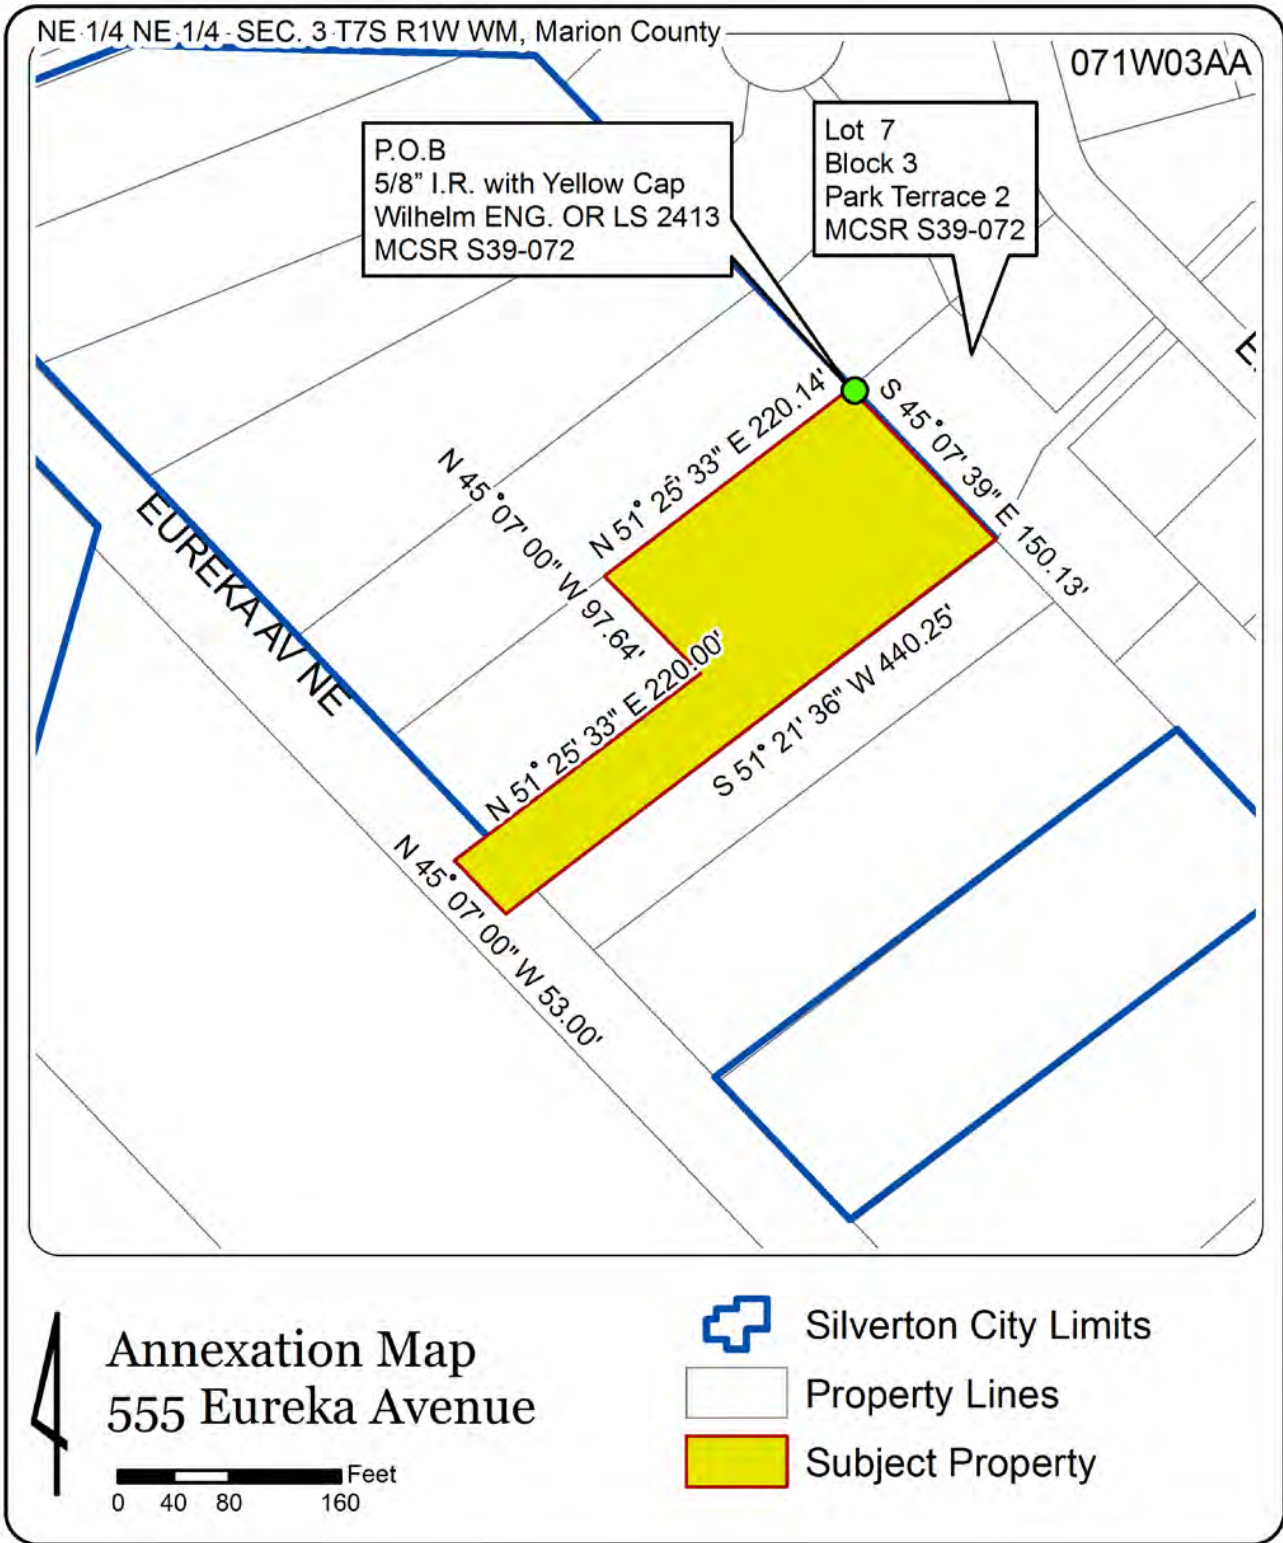 NE 1/4 NE 1/4 SEC. 3 T7S R1W WM, Marion County
071W03AA
P.O.B
5/8" I.R. with Yellow Cap
Wilhelm ENG. OR LS 2413
MCSR S39-072
Lot 7
Block 3
Park Terrace 2
MCSR S39-072
N 51° 25' 33" E 220.14'
S 45° 07' 39" E 150.13'
N 45° 07' 00" W 97.64'
EUREKA AV NE
N 51° 25' 33" E 220.00'
S 51° 21' 36" W 440.25'
N 45° 07' 00" W 53.00'
Annexation Map
555 Eureka Avenue
Feet
0 40 80 160
Silverton City Limits
Property Lines
Subject Property